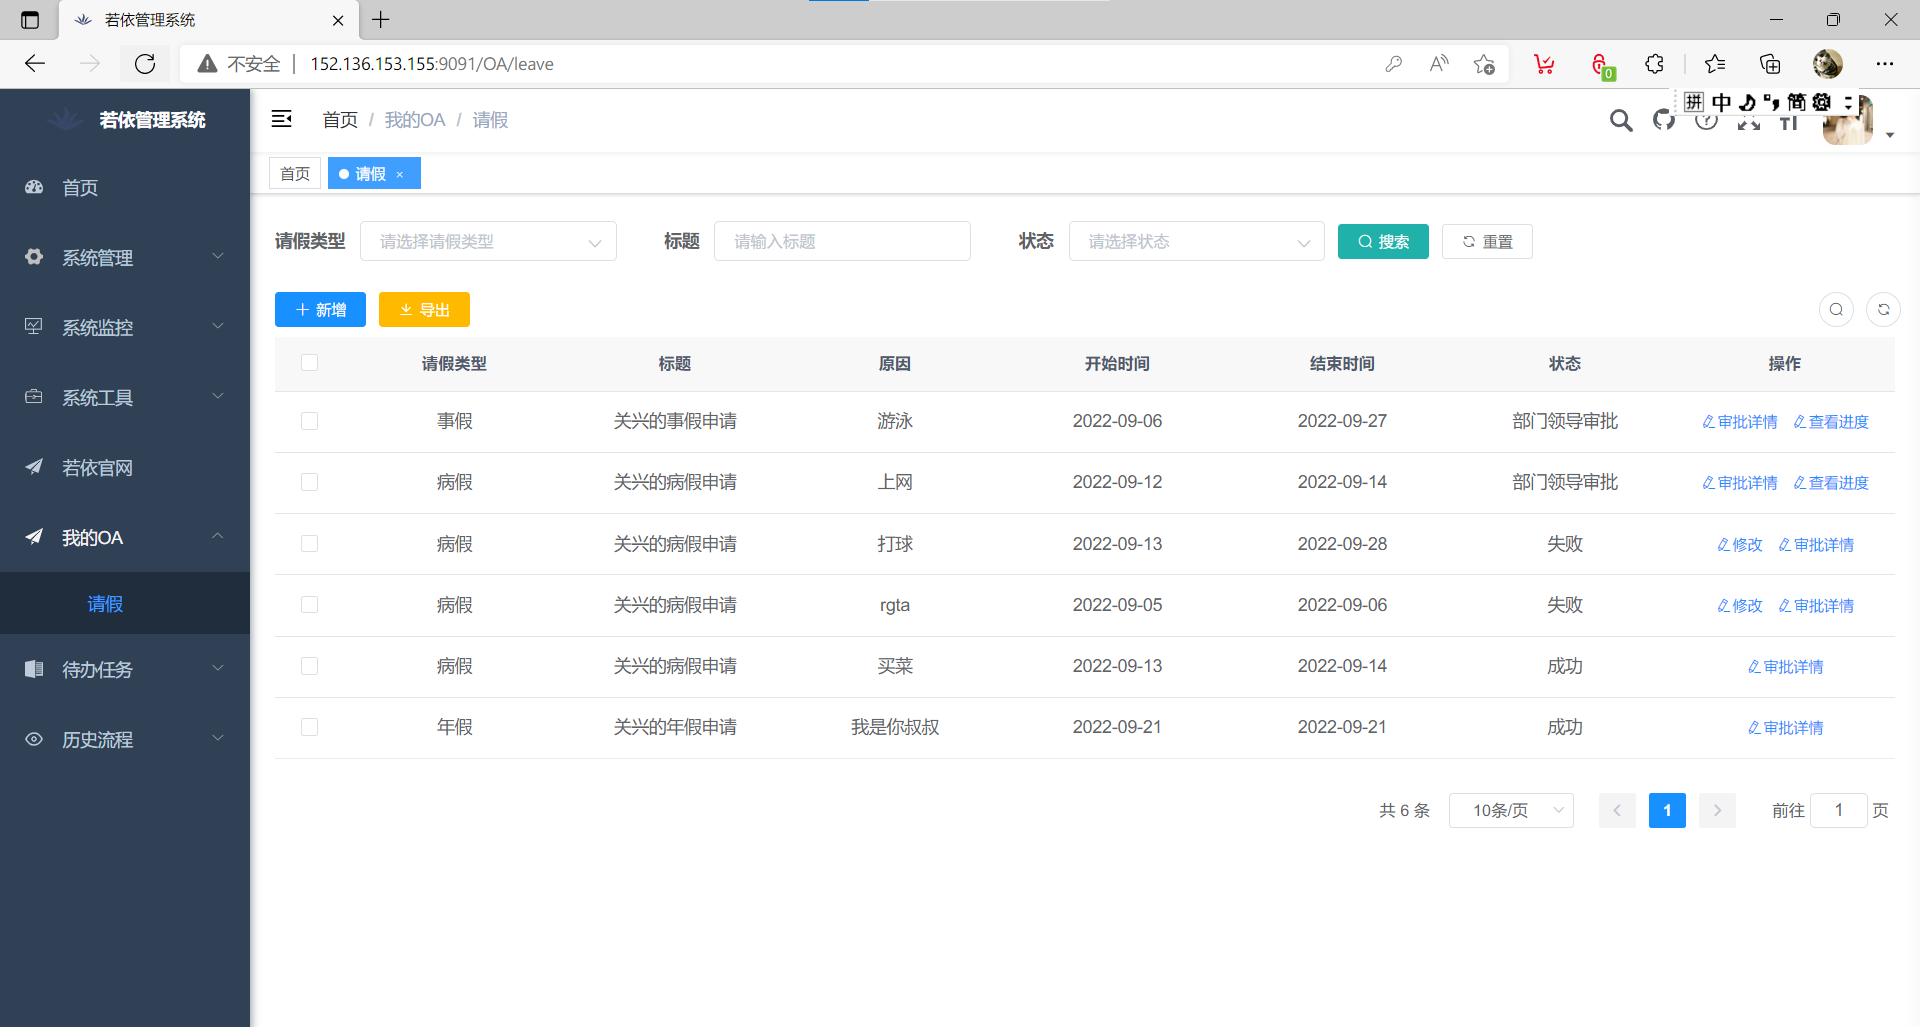 若依管理系统
不安全 152.136.153.155:9091/OA/leave
0
拼 中 简
若依管理系统
首页 / 我的OA / 请假
首页
请假 ×
首页
系统管理
系统监控
系统工具
若依官网
我的OA
请假
待办任务
历史流程
请假类型 请选择请假类型 标题 请输入标题 状态 请选择状态 搜索 重置
新增 导出
请假类型 标题 原因 开始时间 结束时间 状态 操作
事假 关兴的事假申请 游泳 2022-09-06 2022-09-27 部门领导审批 审批详情 查看进度
病假 关兴的病假申请 上网 2022-09-12 2022-09-14 部门领导审批 审批详情 查看进度
病假 关兴的病假申请 打球 2022-09-13 2022-09-28 失败 修改 审批详情
病假 关兴的病假申请 rgta 2022-09-05 2022-09-06 失败 修改 审批详情
病假 关兴的病假申请 买菜 2022-09-13 2022-09-14 成功 审批详情
年假 关兴的年假申请 我是你叔叔 2022-09-21 2022-09-21 成功 审批详情
共 6 条 10条/页 1 前往 1 页